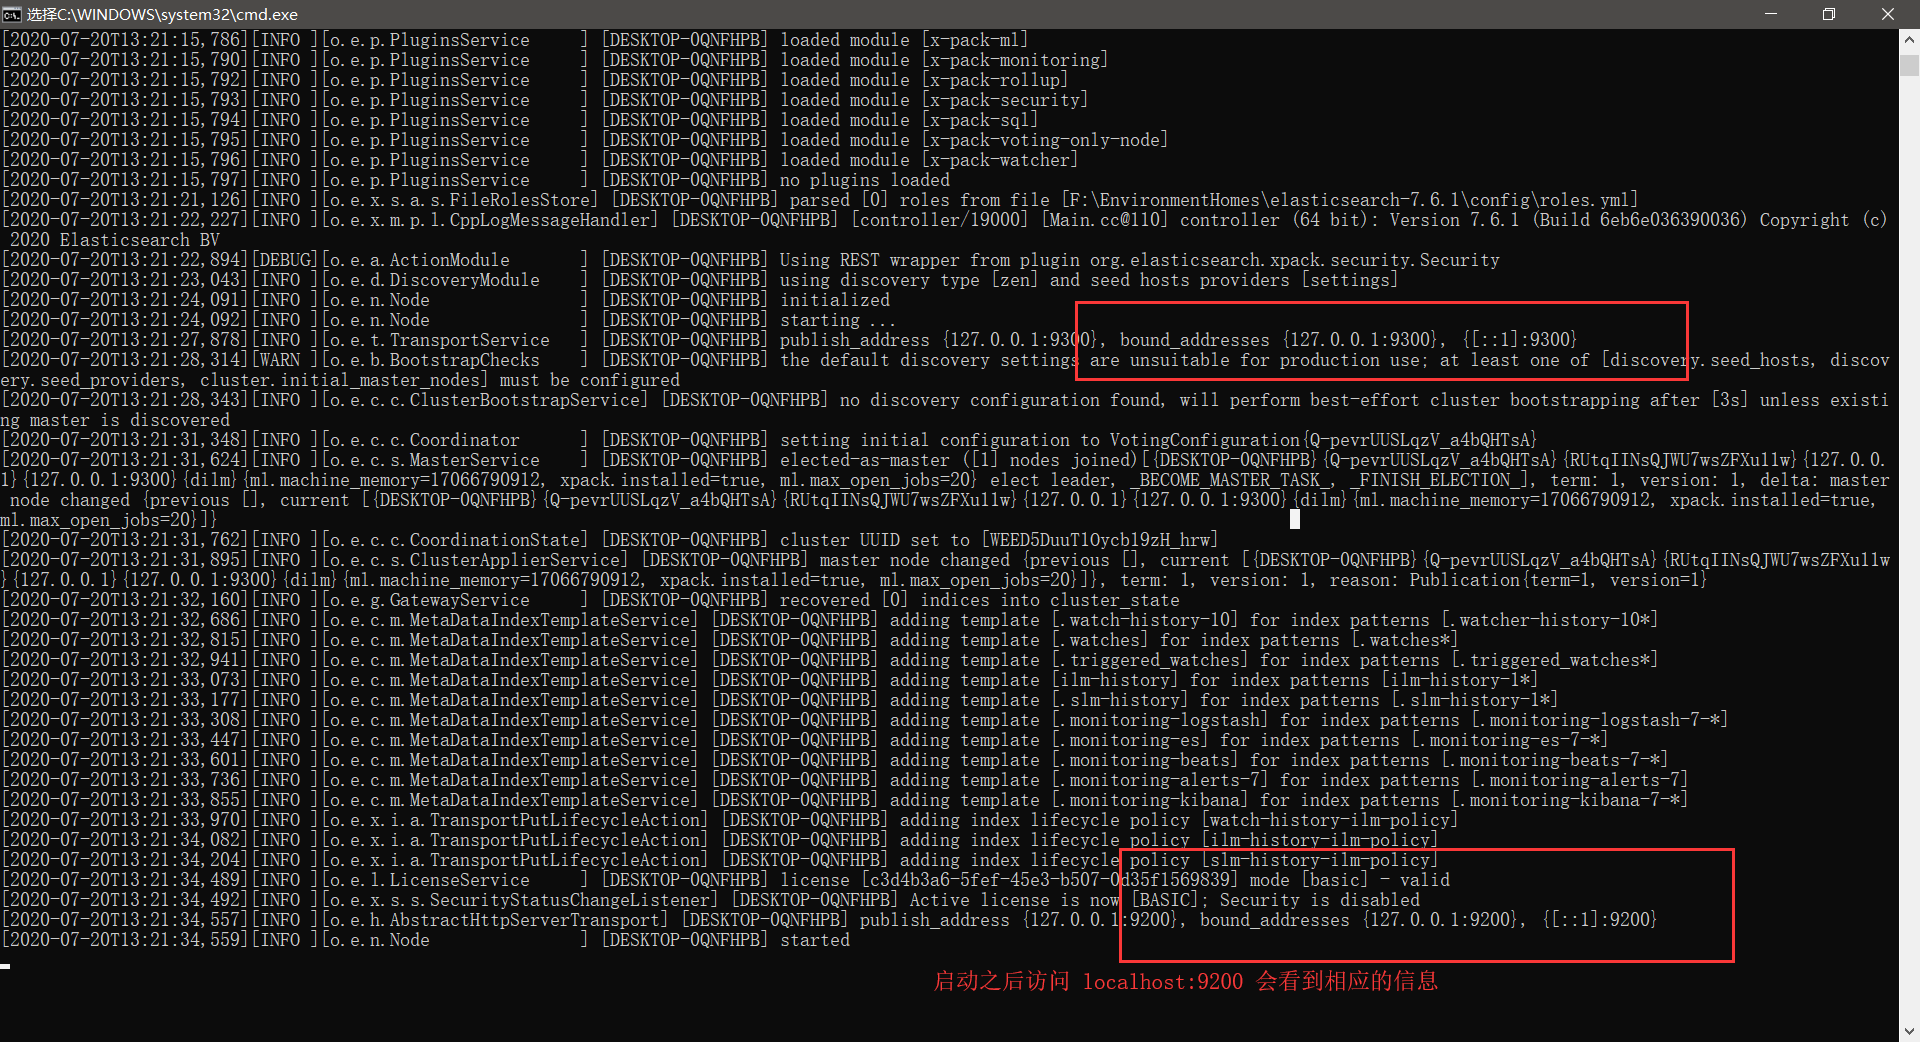 选择C:\WINDOWS\system32\cmd.exe
[2020-07-20T13:21:15,786][INFO ][o.e.p.PluginsService     ] [DESKTOP-0QNFHPB] loaded module [x-pack-ml]
[2020-07-20T13:21:15,790][INFO ][o.e.p.PluginsService     ] [DESKTOP-0QNFHPB] loaded module [x-pack-monitoring]
[2020-07-20T13:21:15,792][INFO ][o.e.p.PluginsService     ] [DESKTOP-0QNFHPB] loaded module [x-pack-rollup]
[2020-07-20T13:21:15,793][INFO ][o.e.p.PluginsService     ] [DESKTOP-0QNFHPB] loaded module [x-pack-security]
[2020-07-20T13:21:15,794][INFO ][o.e.p.PluginsService     ] [DESKTOP-0QNFHPB] loaded module [x-pack-sql]
[2020-07-20T13:21:15,795][INFO ][o.e.p.PluginsService     ] [DESKTOP-0QNFHPB] loaded module [x-pack-voting-only-node]
[2020-07-20T13:21:15,796][INFO ][o.e.p.PluginsService     ] [DESKTOP-0QNFHPB] loaded module [x-pack-watcher]
[2020-07-20T13:21:15,797][INFO ][o.e.p.PluginsService     ] [DESKTOP-0QNFHPB] no plugins loaded
[2020-07-20T13:21:21,126][INFO ][o.e.x.s.a.s.FileRolesStore] [DESKTOP-0QNFHPB] parsed [0] roles from file [F:\EnvironmentHomes\elasticsearch-7.6.1\config\roles.yml]
[2020-07-20T13:21:22,227][INFO ][o.e.x.m.p.l.CppLogMessageHandler] [DESKTOP-0QNFHPB] [controller/19000] [Main.cc@110] controller (64 bit): Version 7.6.1 (Build 6eb6e036390036) Copyright (c)
 2020 Elasticsearch BV
[2020-07-20T13:21:22,894][DEBUG][o.e.a.ActionModule       ] [DESKTOP-0QNFHPB] Using REST wrapper from plugin org.elasticsearch.xpack.security.Security
[2020-07-20T13:21:23,043][INFO ][o.e.d.DiscoveryModule    ] [DESKTOP-0QNFHPB] using discovery type [zen] and seed hosts providers [settings]
[2020-07-20T13:21:24,091][INFO ][o.e.n.Node               ] [DESKTOP-0QNFHPB] initialized
[2020-07-20T13:21:24,092][INFO ][o.e.n.Node               ] [DESKTOP-0QNFHPB] starting ...
[2020-07-20T13:21:27,878][INFO ][o.e.t.TransportService   ] [DESKTOP-0QNFHPB] publish_address {127.0.0.1:9300}, bound_addresses {127.0.0.1:9300}, {[::1]:9300}
[2020-07-20T13:21:28,314][WARN ][o.e.b.BootstrapChecks    ] [DESKTOP-0QNFHPB] the default discovery settings are unsuitable for production use; at least one of [discovery.seed_hosts, discov
ery.seed_providers, cluster.initial_master_nodes] must be configured
[2020-07-20T13:21:28,343][INFO ][o.e.c.c.ClusterBootstrapService] [DESKTOP-0QNFHPB] no discovery configuration found, will perform best-effort cluster bootstrapping after [3s] unless existi
ng master is discovered
[2020-07-20T13:21:31,348][INFO ][o.e.c.c.Coordinator      ] [DESKTOP-0QNFHPB] setting initial configuration to VotingConfiguration{Q-pevrUUSLqzV_a4bQHTsA}
[2020-07-20T13:21:31,624][INFO ][o.e.c.s.MasterService    ] [DESKTOP-0QNFHPB] elected-as-master ([1] nodes joined)[{DESKTOP-0QNFHPB}{Q-pevrUUSLqzV_a4bQHTsA}{RUtqIINsQJWU7wsZFXul1w}{127.0.0.
1}{127.0.0.1:9300}{dilm}{ml.machine_memory=17066790912, xpack.installed=true, ml.max_open_jobs=20} elect leader, _BECOME_MASTER_TASK_, _FINISH_ELECTION_], term: 1, version: 1, delta: master
 node changed {previous [], current [{DESKTOP-0QNFHPB}{Q-pevrUUSLqzV_a4bQHTsA}{RUtqIINsQJWU7wsZFXul1w}{127.0.0.1}{127.0.0.1:9300}{dilm}{ml.machine_memory=17066790912, xpack.installed=true,
ml.max_open_jobs=20}]}
[2020-07-20T13:21:31,762][INFO ][o.e.c.c.CoordinationState] [DESKTOP-0QNFHPB] cluster UUID set to [WEED5DuuT1Oycbl9zH_hrw]
[2020-07-20T13:21:31,895][INFO ][o.e.c.s.ClusterApplierService] [DESKTOP-0QNFHPB] master node changed {previous [], current [{DESKTOP-0QNFHPB}{Q-pevrUUSLqzV_a4bQHTsA}{RUtqIINsQJWU7wsZFXul1w
}{127.0.0.1}{127.0.0.1:9300}{dilm}{ml.machine_memory=17066790912, xpack.installed=true, ml.max_open_jobs=20}]}, term: 1, version: 1, reason: Publication{term=1, version=1}
[2020-07-20T13:21:32,160][INFO ][o.e.g.GatewayService     ] [DESKTOP-0QNFHPB] recovered [0] indices into cluster_state
[2020-07-20T13:21:32,686][INFO ][o.e.c.m.MetaDataIndexTemplateService] [DESKTOP-0QNFHPB] adding template [.watch-history-10] for index patterns [.watcher-history-10*]
[2020-07-20T13:21:32,815][INFO ][o.e.c.m.MetaDataIndexTemplateService] [DESKTOP-0QNFHPB] adding template [.watches] for index patterns [.watches*]
[2020-07-20T13:21:32,941][INFO ][o.e.c.m.MetaDataIndexTemplateService] [DESKTOP-0QNFHPB] adding template [.triggered_watches] for index patterns [.triggered_watches*]
[2020-07-20T13:21:33,073][INFO ][o.e.c.m.MetaDataIndexTemplateService] [DESKTOP-0QNFHPB] adding template [ilm-history] for index patterns [ilm-history-1*]
[2020-07-20T13:21:33,177][INFO ][o.e.c.m.MetaDataIndexTemplateService] [DESKTOP-0QNFHPB] adding template [.slm-history] for index patterns [.slm-history-1*]
[2020-07-20T13:21:33,308][INFO ][o.e.c.m.MetaDataIndexTemplateService] [DESKTOP-0QNFHPB] adding template [.monitoring-logstash] for index patterns [.monitoring-logstash-7-*]
[2020-07-20T13:21:33,447][INFO ][o.e.c.m.MetaDataIndexTemplateService] [DESKTOP-0QNFHPB] adding template [.monitoring-es] for index patterns [.monitoring-es-7-*]
[2020-07-20T13:21:33,601][INFO ][o.e.c.m.MetaDataIndexTemplateService] [DESKTOP-0QNFHPB] adding template [.monitoring-beats] for index patterns [.monitoring-beats-7-*]
[2020-07-20T13:21:33,736][INFO ][o.e.c.m.MetaDataIndexTemplateService] [DESKTOP-0QNFHPB] adding template [.monitoring-alerts-7] for index patterns [.monitoring-alerts-7]
[2020-07-20T13:21:33,855][INFO ][o.e.c.m.MetaDataIndexTemplateService] [DESKTOP-0QNFHPB] adding template [.monitoring-kibana] for index patterns [.monitoring-kibana-7-*]
[2020-07-20T13:21:33,970][INFO ][o.e.x.i.a.TransportPutLifecycleAction] [DESKTOP-0QNFHPB] adding index lifecycle policy [watch-history-ilm-policy]
[2020-07-20T13:21:34,082][INFO ][o.e.x.i.a.TransportPutLifecycleAction] [DESKTOP-0QNFHPB] adding index lifecycle policy [ilm-history-ilm-policy]
[2020-07-20T13:21:34,204][INFO ][o.e.x.i.a.TransportPutLifecycleAction] [DESKTOP-0QNFHPB] adding index lifecycle policy [slm-history-ilm-policy]
[2020-07-20T13:21:34,489][INFO ][o.e.l.LicenseService     ] [DESKTOP-0QNFHPB] license [c3d4b3a6-5fef-45e3-b507-0d35f1569839] mode [basic] - valid
[2020-07-20T13:21:34,492][INFO ][o.e.x.s.s.SecurityStatusChangeListener] [DESKTOP-0QNFHPB] Active license is now [BASIC]; Security is disabled
[2020-07-20T13:21:34,557][INFO ][o.e.h.AbstractHttpServerTransport] [DESKTOP-0QNFHPB] publish_address {127.0.0.1:9200}, bound_addresses {127.0.0.1:9200}, {[::1]:9200}
[2020-07-20T13:21:34,559][INFO ][o.e.n.Node               ] [DESKTOP-0QNFHPB] started
启动之后访问 localhost:9200 会看到相应的信息